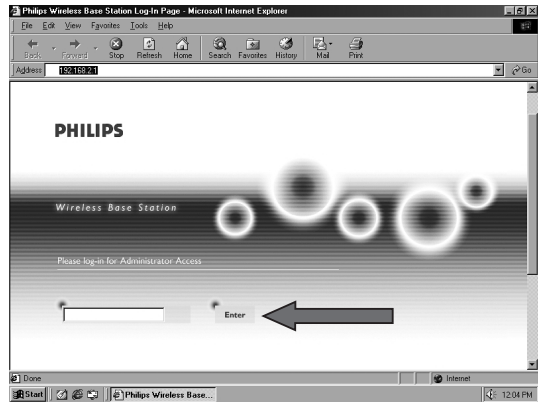 Philips Wireless Base Station Log-In Page - Microsoft Internet Explorer
File Edit View Favorites Tools Help
Back Forward Stop Refresh Home Search Favorites History Mail Print
Address 192.168.2.1 Go
PHILIPS
Wireless Base Station
Please log-in for Administrator Access
Enter
Done Internet
Start Philips Wireless Base... 12:04 PM